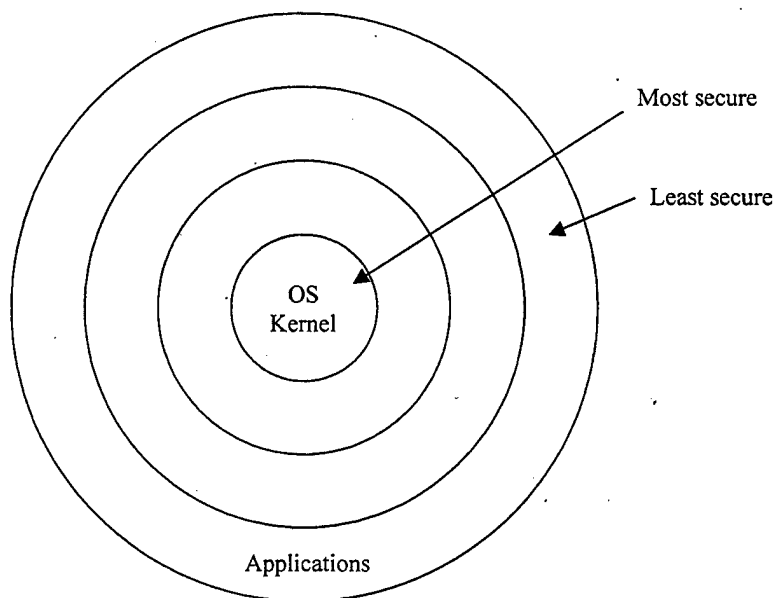 Most secure
Least secure
OS
Kernel
Applications